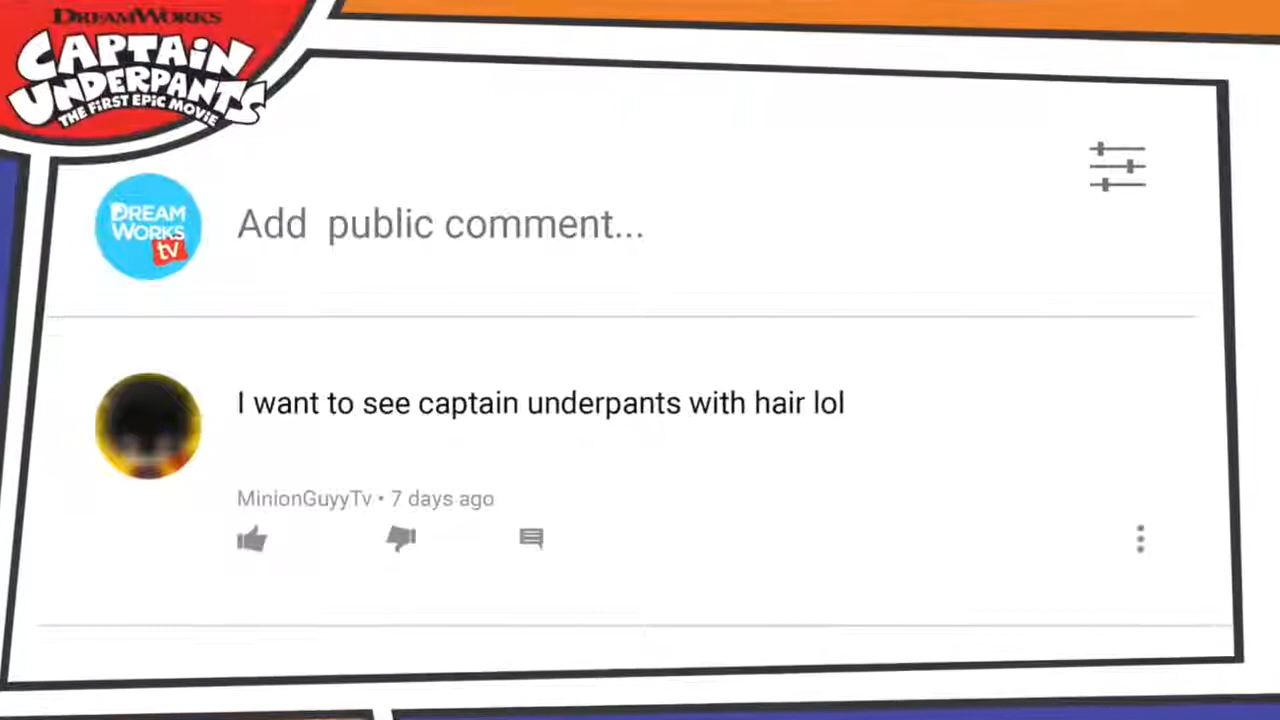 DREAMWORKS
CAPTAIN
UNDERPANTS
THE FIRST EPIC MOVIE
DREAM
WORKS
tv
Add public comment...
I want to see captain underpants with hair lol
MinionGuyyTv • 7 days ago